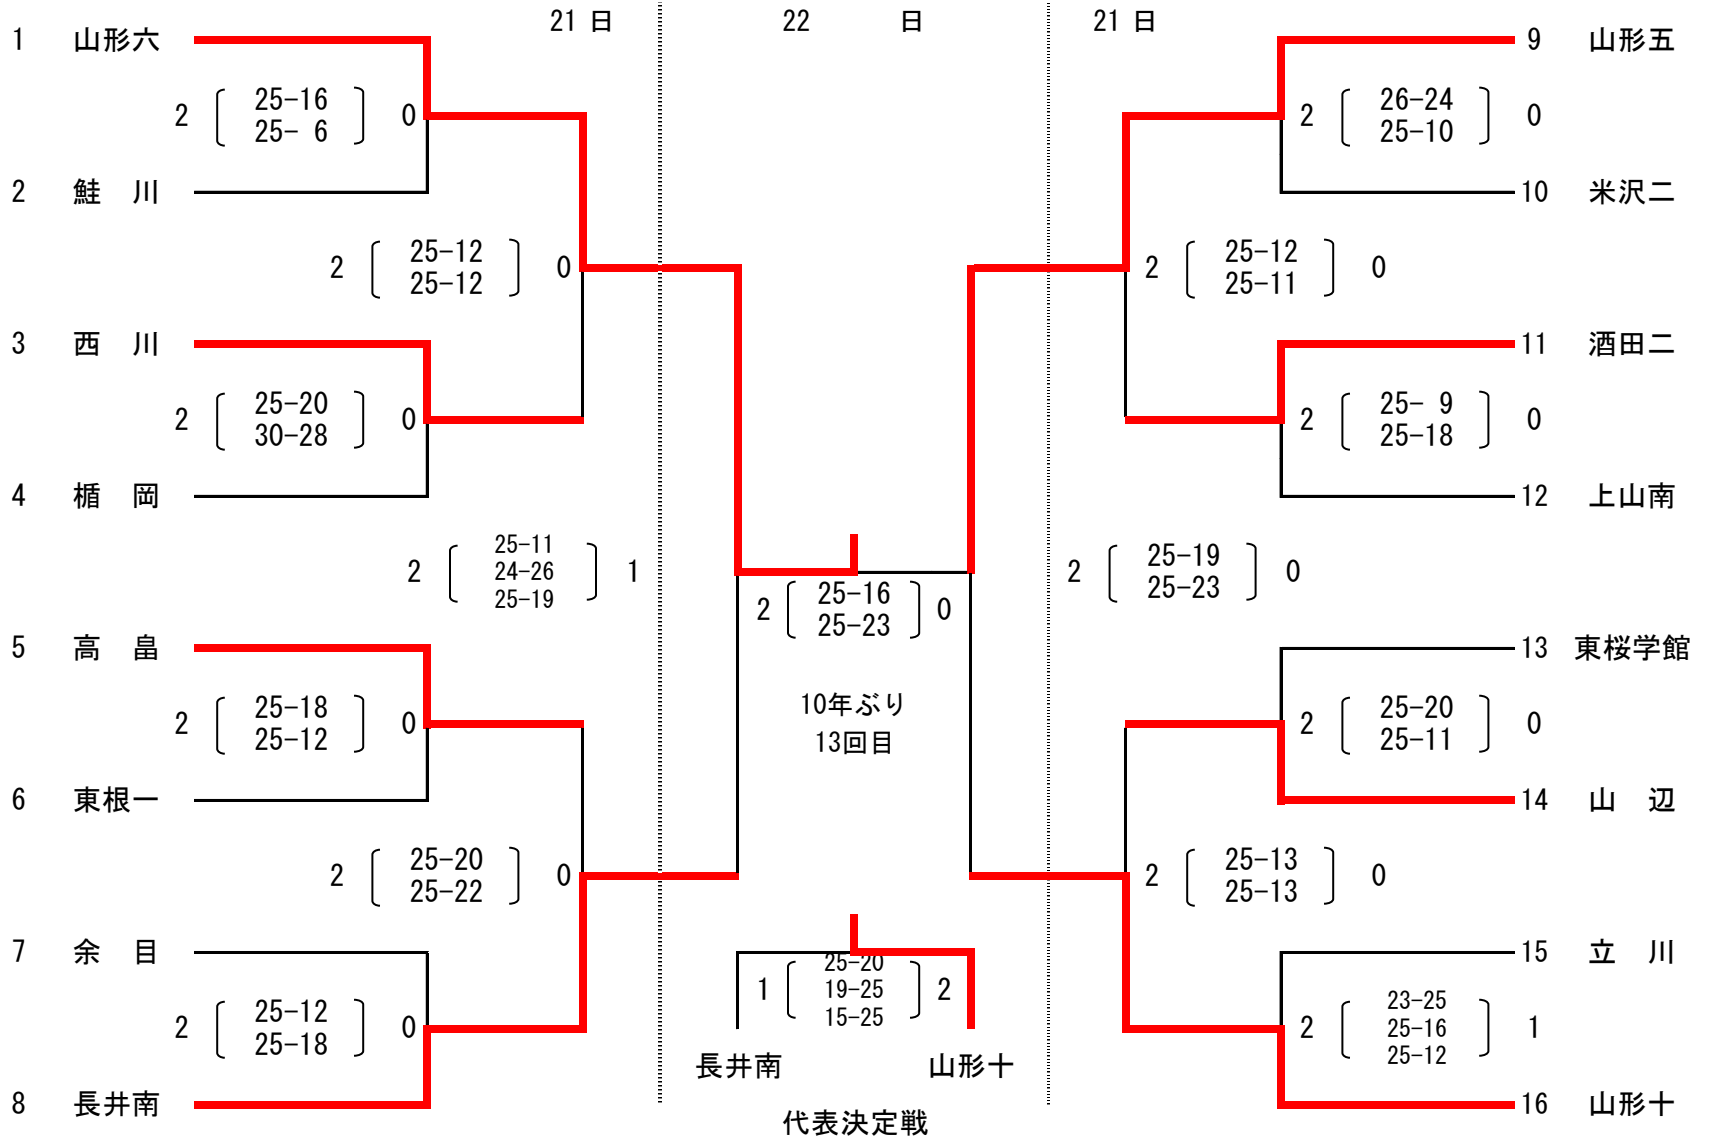 21 日 22 日 21 日
1 山形六 9 山形五
2 25-16 0 2 26-24 0
25- 6 25-10
2 鮭 川 10 米沢二
2 25-12 0 2 25-12 0
25-12 25-11
3 西 川 11 酒田二
2 25-20 0 2 25- 9 0
30-28 25-18
4 楯 岡 12 上山南
25-11
2 24-26 1 2 25-19 0
25-19 25-23
2 25-16 0
25-23
5 高 畠 13 東桜学館
2 25-18 0 2 25-20 0
25-12 25-11
10年ぶり
13回目
6 東根一 14 山 辺
2 25-20 0 2 25-13 0
25-22 25-13
7 余 目 15 立 川
25-20
1 19-25 2
15-25
2 25-12 0 23-25
25-18 2 25-16 1
25-12
長井南 山形十
8 長井南 16 山形十
代表決定戦